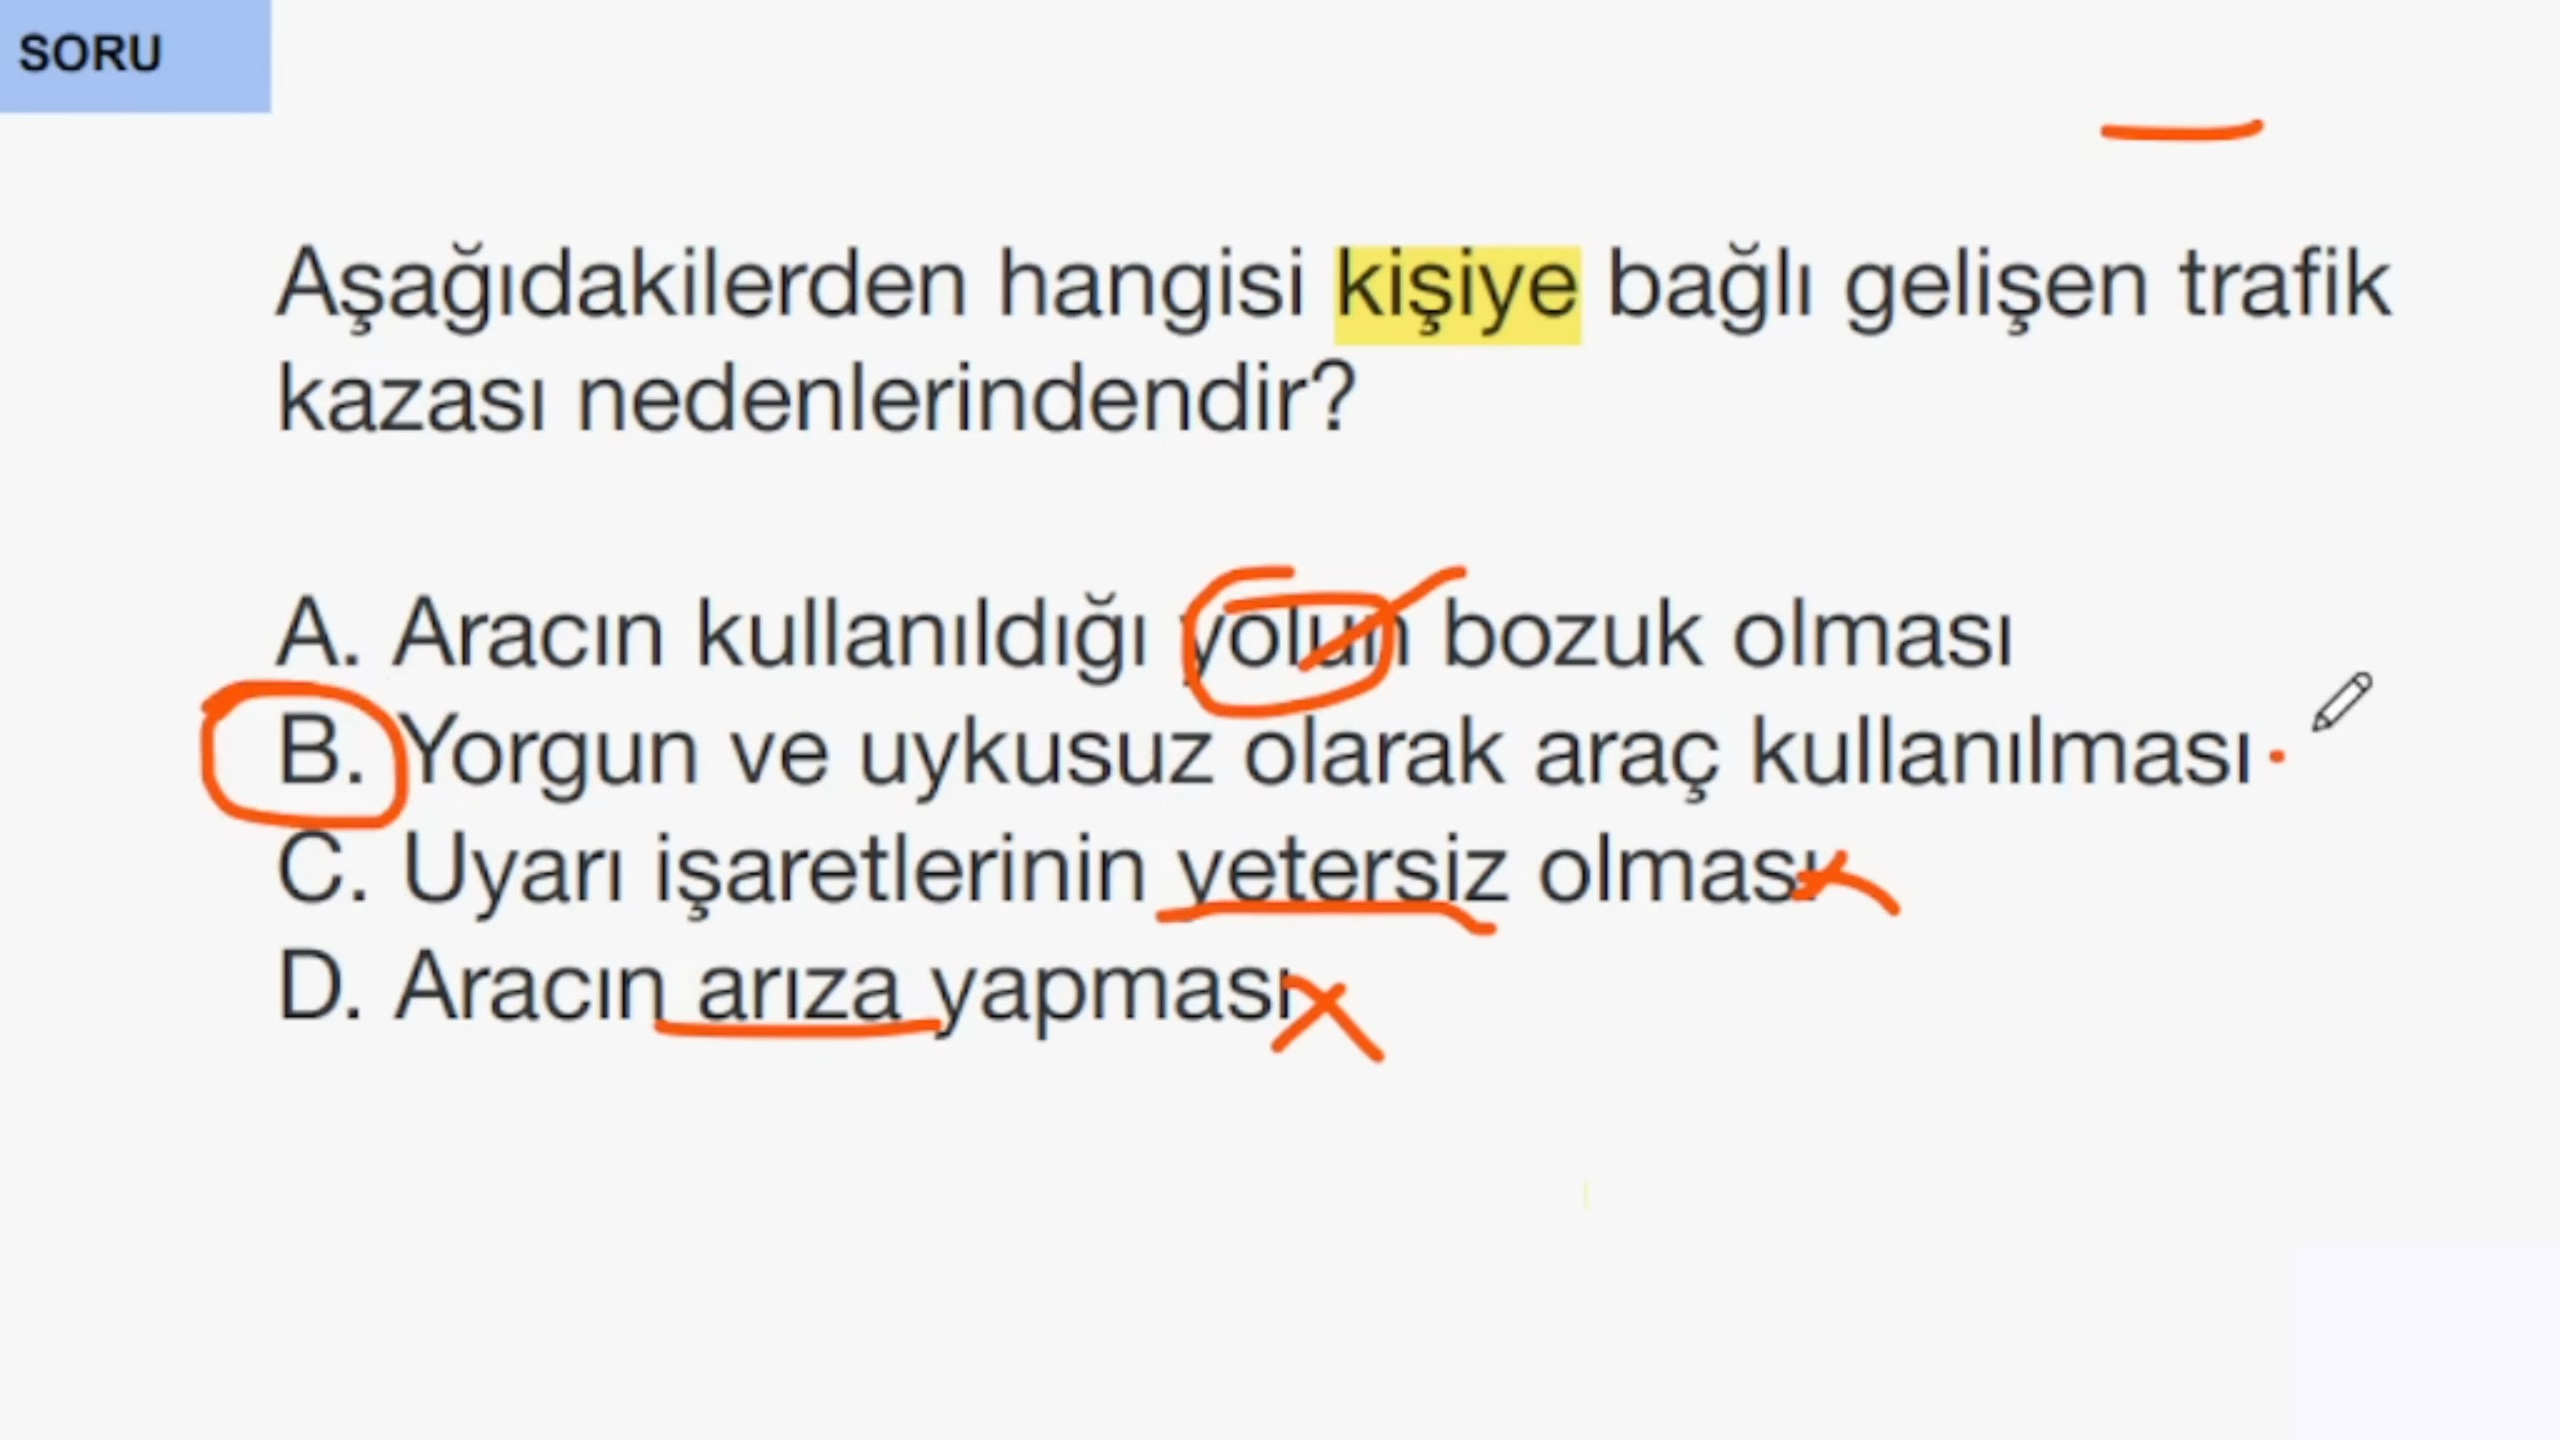 SORU
Aşağıdakilerden hangisi kişiye bağlı gelişen trafik
kazası nedenlerindendir?
A. Aracın kullanıldığı yolun bozuk olması
B. Yorgun ve uykusuz olarak araç kullanılması
C. Uyarı işaretlerinin yetersiz olması
D. Aracın arıza yapması